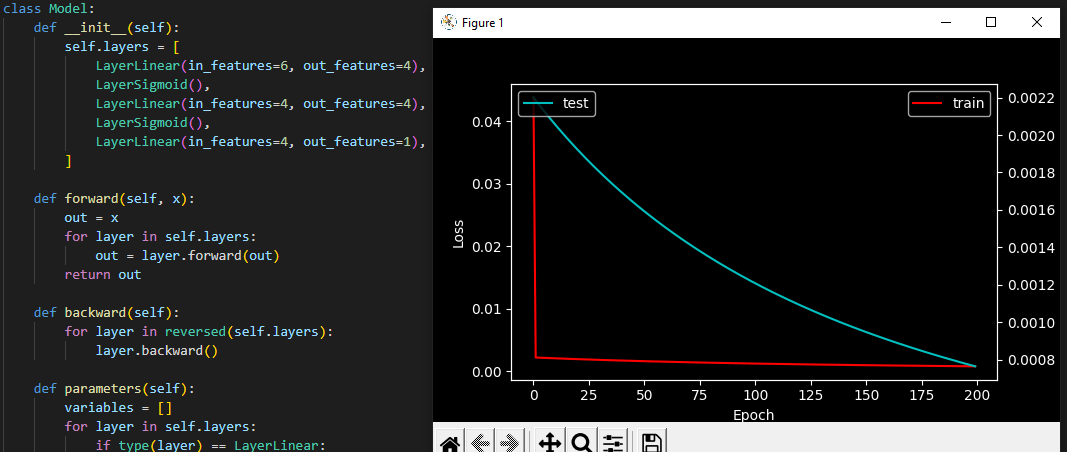 class Model:
    def __init__(self):
        self.layers = [
            LayerLinear(in_features=6, out_features=4),
            LayerSigmoid(),
            LayerLinear(in_features=4, out_features=4),
            LayerSigmoid(),
            LayerLinear(in_features=4, out_features=1),
        ]
    def forward(self, x):
        out = x
        for layer in self.layers:
            out = layer.forward(out)
        return out
    def backward(self):
        for layer in reversed(self.layers):
            layer.backward()
    def parameters(self):
        variables = []
        for layer in self.layers:
            if type(layer) == LayerLinear:
Figure 1
test
train
Loss
0.04
0.03
0.02
0.01
0.00
0.0022
0.0020
0.0018
0.0016
0.0014
0.0012
0.0010
0.0008
0 25 50 75 100 125 150 175 200
Epoch